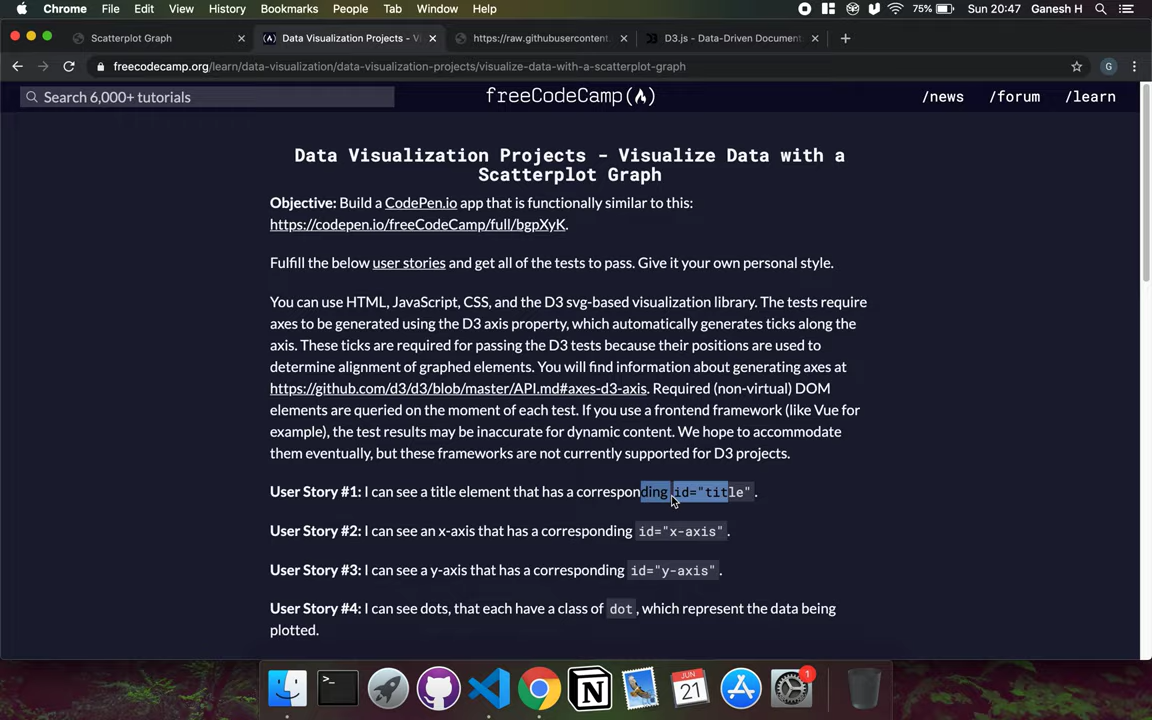 Chrome File Edit View History Bookmarks People Tab Window Help 75% Sun 20:47 Ganesh H
Scatterplot Graph Data Visualization Projects - V https://raw.githubusercontent. D3.js - Data-Driven Document
freecodecamp.org/learn/data-visualization/data-visualization-projects/visualize-data-with-a-scatterplot-graph G
Search 6,000+ tutorials freeCodeCamp /news /forum /learn
Data Visualization Projects - Visualize Data with a
Scatterplot Graph
Objective: Build a CodePen.io app that is functionally similar to this:
https://codepen.io/freeCodeCamp/full/bgpXyK.
Fulfill the below user stories and get all of the tests to pass. Give it your own personal style.
You can use HTML, JavaScript, CSS, and the D3 svg-based visualization library. The tests require
axes to be generated using the D3 axis property, which automatically generates ticks along the
axis. These ticks are required for passing the D3 tests because their positions are used to
determine alignment of graphed elements. You will find information about generating axes at
https://github.com/d3/d3/blob/master/API.md#axes-d3-axis. Required (non-virtual) DOM
elements are queried on the moment of each test. If you use a frontend framework (like Vue for
example), the test results may be inaccurate for dynamic content. We hope to accommodate
them eventually, but these frameworks are not currently supported for D3 projects.
User Story #1: I can see a title element that has a corresponding id="title".
User Story #2: I can see an x-axis that has a corresponding id="x-axis".
User Story #3: I can see a y-axis that has a corresponding id="y-axis".
User Story #4: I can see dots, that each have a class of dot, which represent the data being
plotted.
JUN
21
1